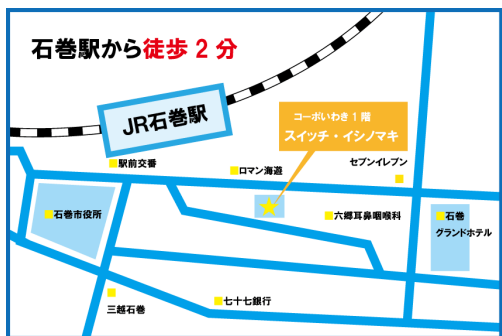 石巻駅から徒歩2分
JR石巻駅
コーポいわき1階
スイッチ・イシノマキ
駅前交番
ロマン海遊
セブンイレブン
石巻市役所
六郷耳鼻咽喉科
石巻
グランドホテル
三越石巻
七十七銀行